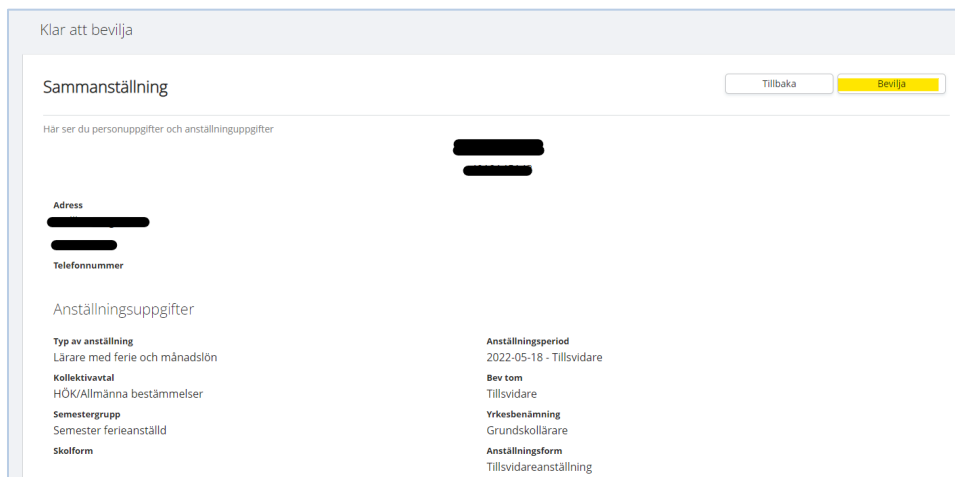 Klar att bevilja
Sammanställning
Tillbaka
Bevilja
Här ser du personuppgifter och anställninguppgifter
Adress
Telefonnummer
Anställningsuppgifter
Typ av anställning
Lärare med ferie och månadslön
Kollektivavtal
HÖK/Allmänna bestämmelser
Semestergrupp
Semester ferieanställd
Skolform
Anställningsperiod
2022-05-18 - Tillsvidare
Bev tom
Tillsvidare
Yrkesbenämning
Grundskollärare
Anställningsform
Tillsvidareanställning